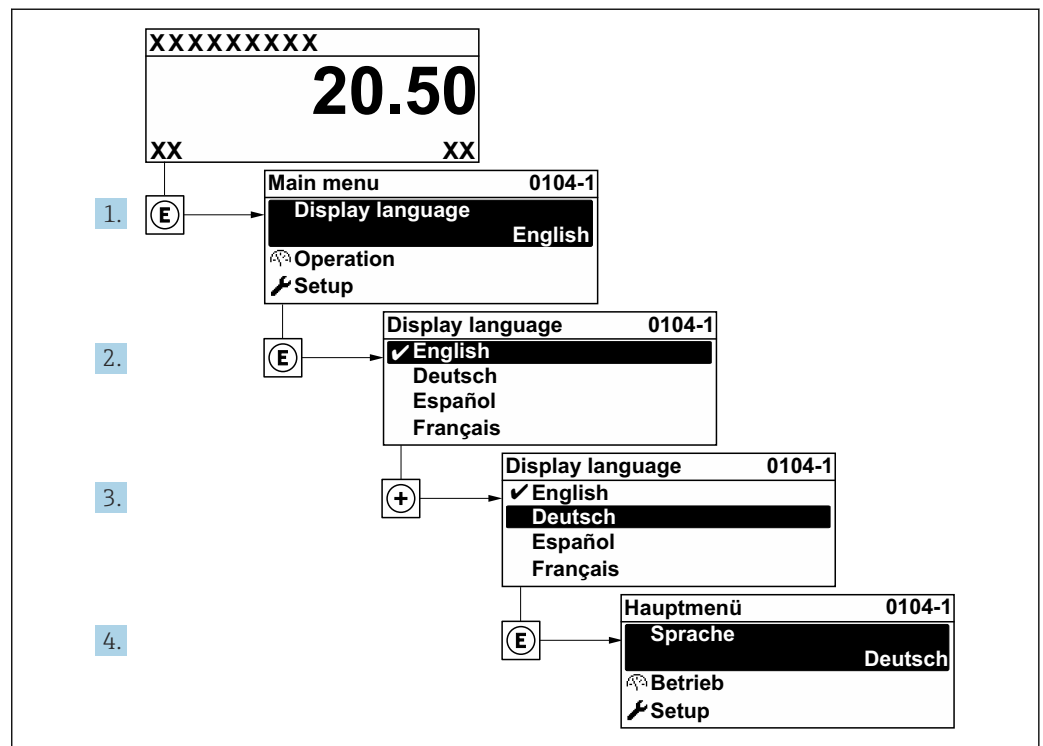 XXXXXXXXX
20.50
XX XX
1. E
Main menu 0104-1
Display language
English
Operation
Setup
2. E
Display language 0104-1
✔English
Deutsch
Español
Français
3. +
Display language 0104-1
✔English
Deutsch
Español
Français
4. E
Hauptmenü 0104-1
Sprache
Deutsch
Betrieb
Setup